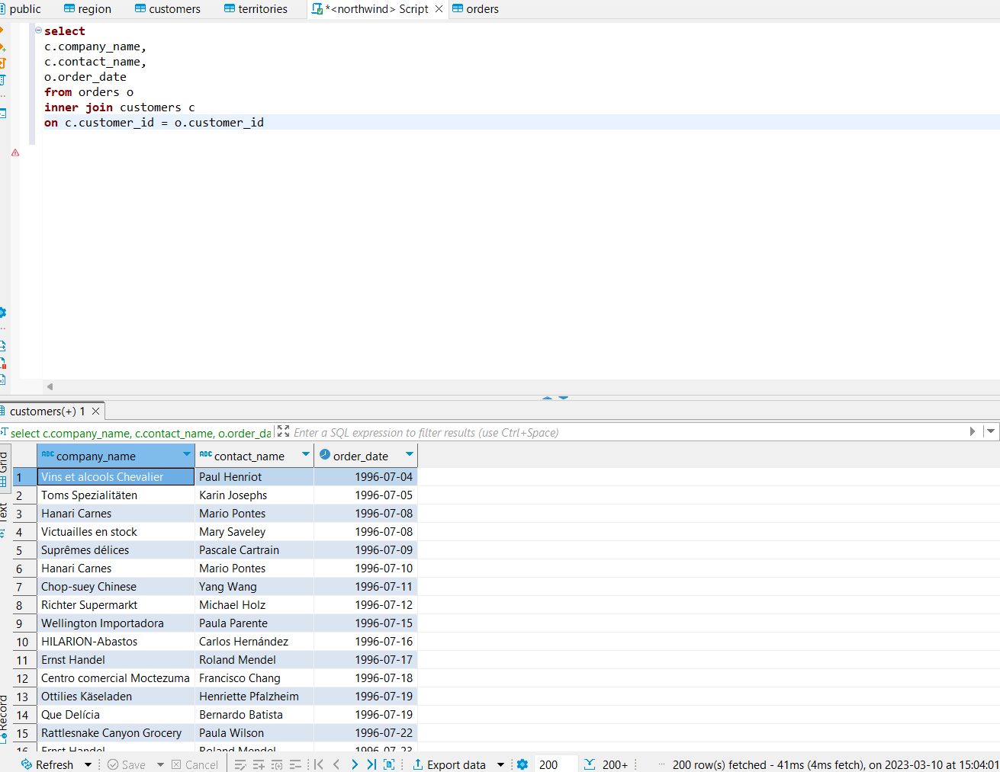 public region customers territories *<northwind> Script orders
select
c.company_name,
c.contact_name,
o.order_date
from orders o
inner join customers c
on c.customer_id = o.customer_id
customers(+) 1
select c.company_name, c.contact_name, o.order_da Enter a SQL expression to filter results (use Ctrl+Space)
Grid
Text
Record
ABC company_name ABC contact_name order_date
1 Vins et alcools Chevalier Paul Henriot 1996-07-04
2 Toms Spezialitäten Karin Josephs 1996-07-05
3 Hanari Carnes Mario Pontes 1996-07-08
4 Victuailles en stock Mary Saveley 1996-07-08
5 Suprêmes délices Pascale Cartrain 1996-07-09
6 Hanari Carnes Mario Pontes 1996-07-10
7 Chop-suey Chinese Yang Wang 1996-07-11
8 Richter Supermarkt Michael Holz 1996-07-12
9 Wellington Importadora Paula Parente 1996-07-15
10 HILARION-Abastos Carlos Hernández 1996-07-16
11 Ernst Handel Roland Mendel 1996-07-17
12 Centro comercial Moctezuma Francisco Chang 1996-07-18
13 Ottilies Käseladen Henriette Pfalzheim 1996-07-19
14 Que Delícia Bernardo Batista 1996-07-19
15 Rattlesnake Canyon Grocery Paula Wilson 1996-07-22
16 Ernst Handel Roland Mendel 1996-07-23
Refresh Save Cancel Export data 200 200+ ··· 200 row(s) fetched - 41ms (4ms fetch), on 2023-03-10 at 15:04:01